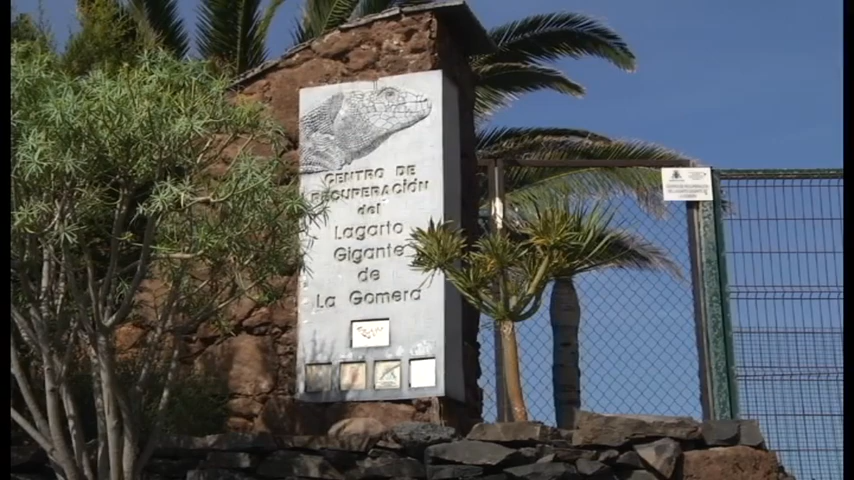 CENTRO DE
RECUPERACIÓN
del
Lagarto
Gigante
de
La Gomera